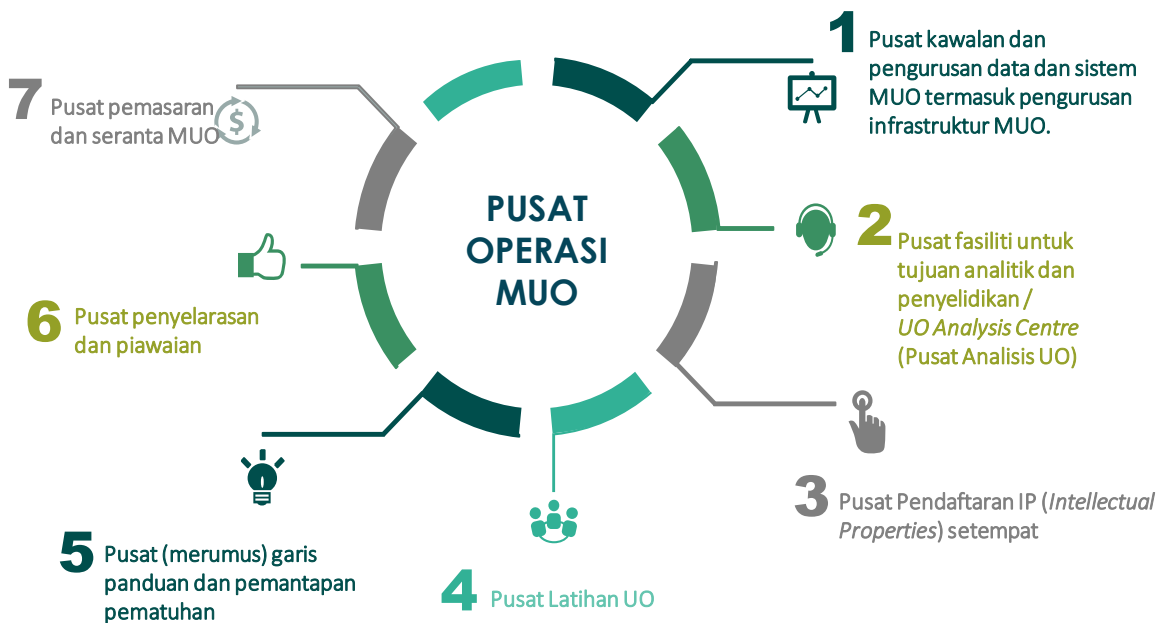 PUSAT
OPERASI
MUO
1
Pusat kawalan dan
pengurusan data dan sistem
MUO termasuk pengurusan
infrastruktur MUO.
2
Pusat fasiliti untuk
tujuan analitik dan
penyelidikan /
UO Analysis Centre
(Pusat Analisis UO)
3
Pusat Pendaftaran IP (Intellectual
Properties) setempat
4
Pusat Latihan UO
5
Pusat (merumus) garis
panduan dan pemantapan
pematuhan
6
Pusat penyelarasan
dan piawaian
7
Pusat pemasaran
dan seranta MUO
$